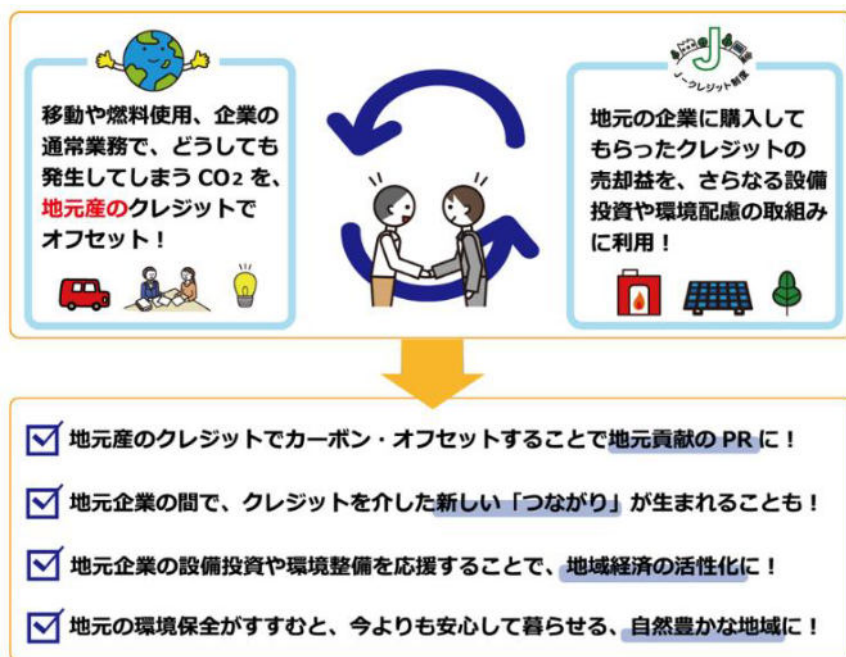 移動や燃料使用、企業の
通常業務で、どうしても
発生してしまう CO2 を、
地元産のクレジットで
オフセット！
J
J－クレジット制度
地元の企業に購入して
もらったクレジットの
売却益を、さらなる設備
投資や環境配慮の取組み
に利用！
地元産のクレジットでカーボン・オフセットすることで地元貢献の PR に！
地元企業の間で、クレジットを介した新しい「つながり」が生まれることも！
地元企業の設備投資や環境整備を応援することで、地域経済の活性化に！
地元の環境保全がすすむと、今よりも安心して暮らせる、自然豊かな地域に！